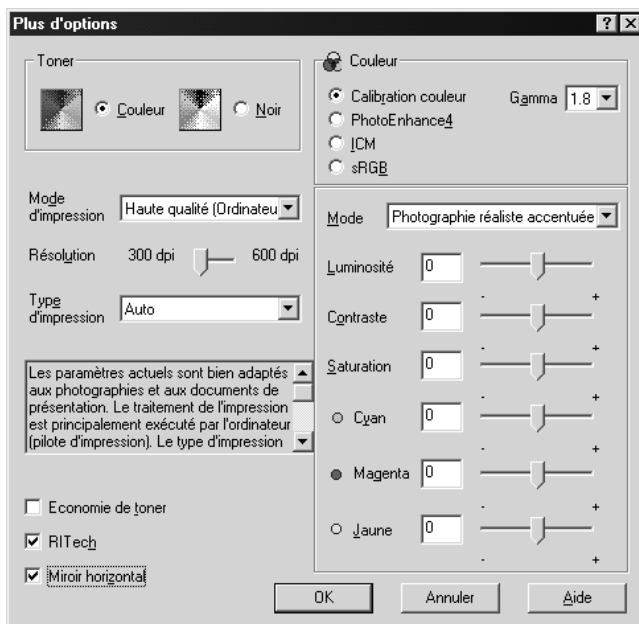 Plus d'options
Toner
Couleur
Noir
Mode
d'impression
Haute qualité (Ordinateu
Résolution
300 dpi
600 dpi
Type
d'impression
Auto
Les paramètres actuels sont bien adaptés
aux photographies et aux documents de
présentation. Le traitement de l'impression
est principalement exécuté par l'ordinateur
(pilote d'impression). Le type d'impression
Economie de toner
RITech
Miroir horizontal
Couleur
Calibration couleur
Gamma
1.8
PhotoEnhance4
ICM
sRGB
Mode
Photographie réaliste accentuée
Luminosité
0
- +
Contraste
0
- +
Saturation
0
- +
Cyan
0
- +
Magenta
0
- +
Jaune
0
- +
OK
Annuler
Aide